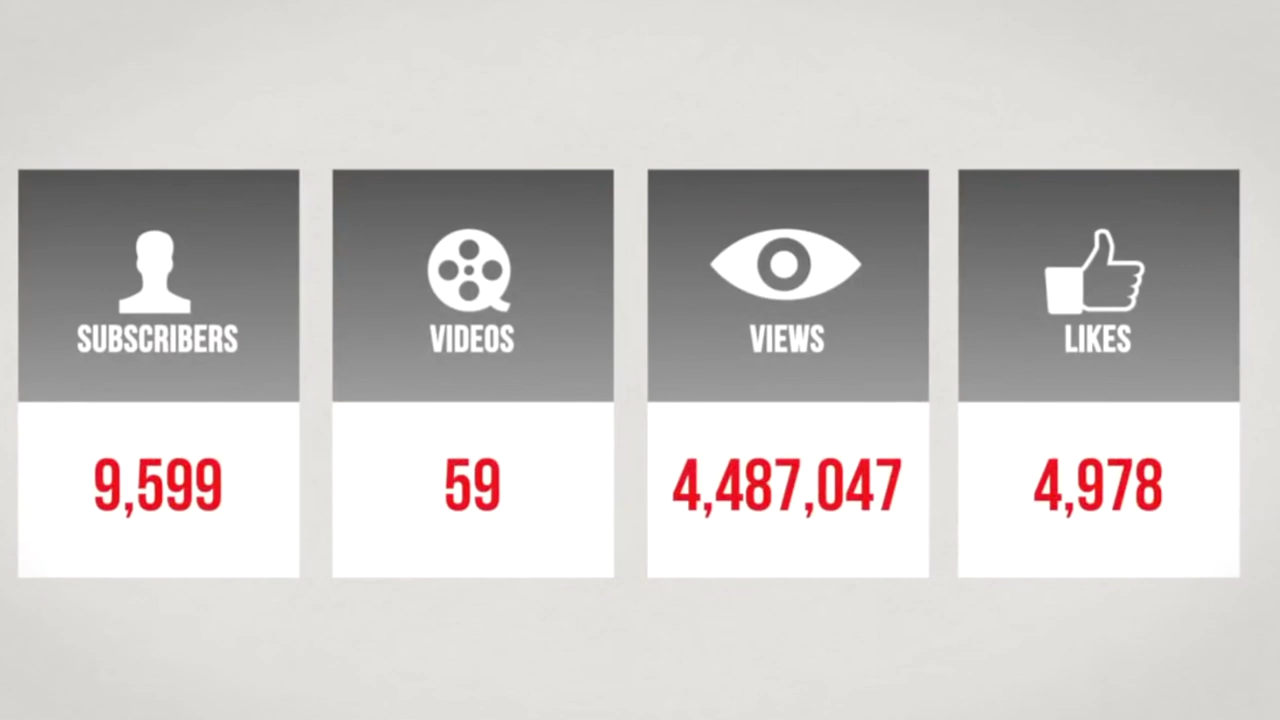 SUBSCRIBERS
9,599
VIDEOS
59
VIEWS
4,487,047
LIKES
4,978